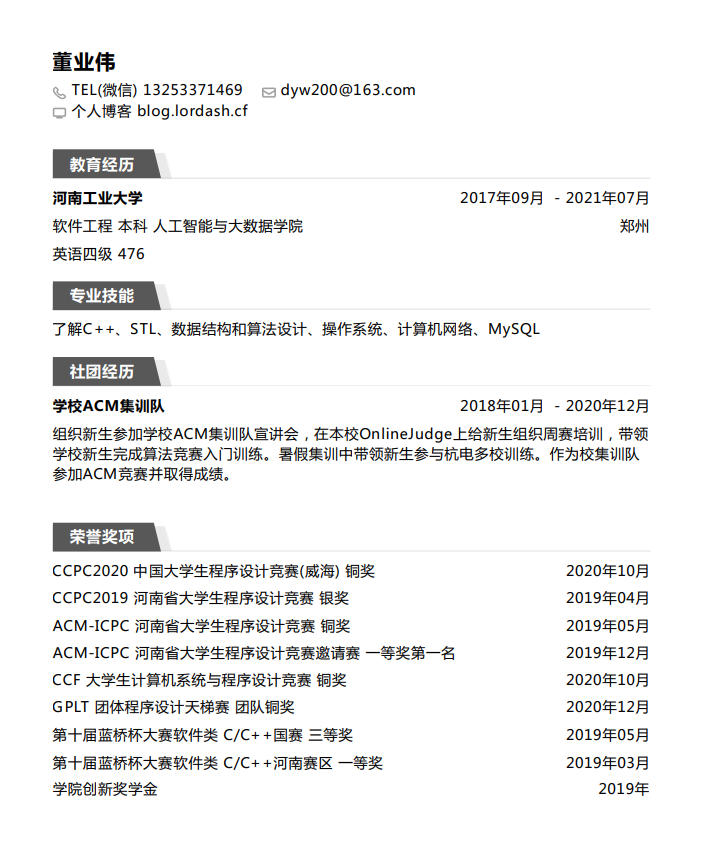 董业伟
TEL(微信) 13253371469 dyw200@163.com
个人博客 blog.lordash.cf
教育经历
河南工业大学 2017年09月 - 2021年07月
软件工程 本科 人工智能与大数据学院 郑州
英语四级 476
专业技能
了解C++、STL、数据结构和算法设计、操作系统、计算机网络、MySQL
社团经历
学校ACM集训队 2018年01月 - 2020年12月
组织新生参加学校ACM集训队宣讲会，在本校OnlineJudge上给新生组织周赛培训，带领
学校新生完成算法竞赛入门训练。暑假集训中带领新生参与杭电多校训练。作为校集训队
参加ACM竞赛并取得成绩。
荣誉奖项
CCPC2020 中国大学生程序设计竞赛(威海) 铜奖 2020年10月
CCPC2019 河南省大学生程序设计竞赛 银奖 2019年04月
ACM-ICPC 河南省大学生程序设计竞赛 铜奖 2019年05月
ACM-ICPC 河南省大学生程序设计竞赛邀请赛 一等奖第一名 2019年12月
CCF 大学生计算机系统与程序设计竞赛 铜奖 2020年10月
GPLT 团体程序设计天梯赛 团队铜奖 2020年12月
第十届蓝桥杯大赛软件类 C/C++国赛 三等奖 2019年05月
第十届蓝桥杯大赛软件类 C/C++河南赛区 一等奖 2019年03月
学院创新奖学金 2019年